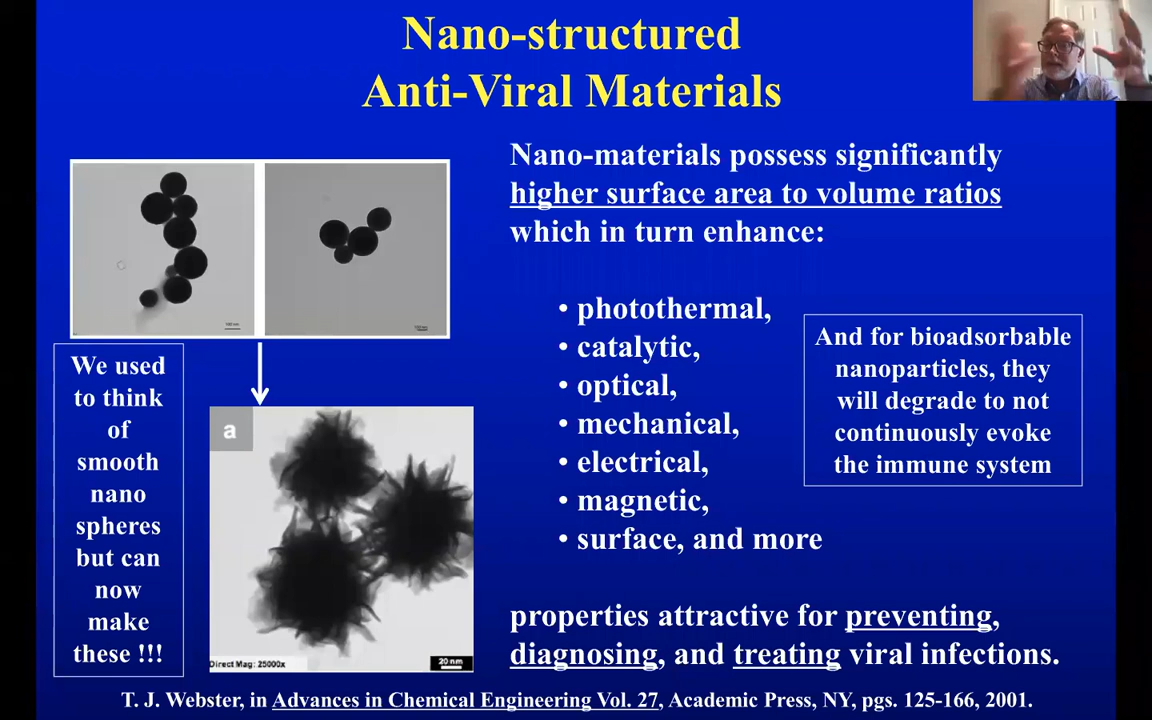 Nano-structured
Anti-Viral Materials
Nano-materials possess significantly
higher surface area to volume ratios
which in turn enhance:
• photothermal,
• catalytic,
• optical,
• mechanical,
• electrical,
• magnetic,
• surface, and more
And for bioadsorbable
nanoparticles, they
will degrade to not
continuously evoke
the immune system
We used
to think
of
smooth
nano
spheres
but can
now
make
these !!!
a
Direct Mag: 25000x
20 nm
properties attractive for preventing,
diagnosing, and treating viral infections.
T. J. Webster, in Advances in Chemical Engineering Vol. 27, Academic Press, NY, pgs. 125-166, 2001.